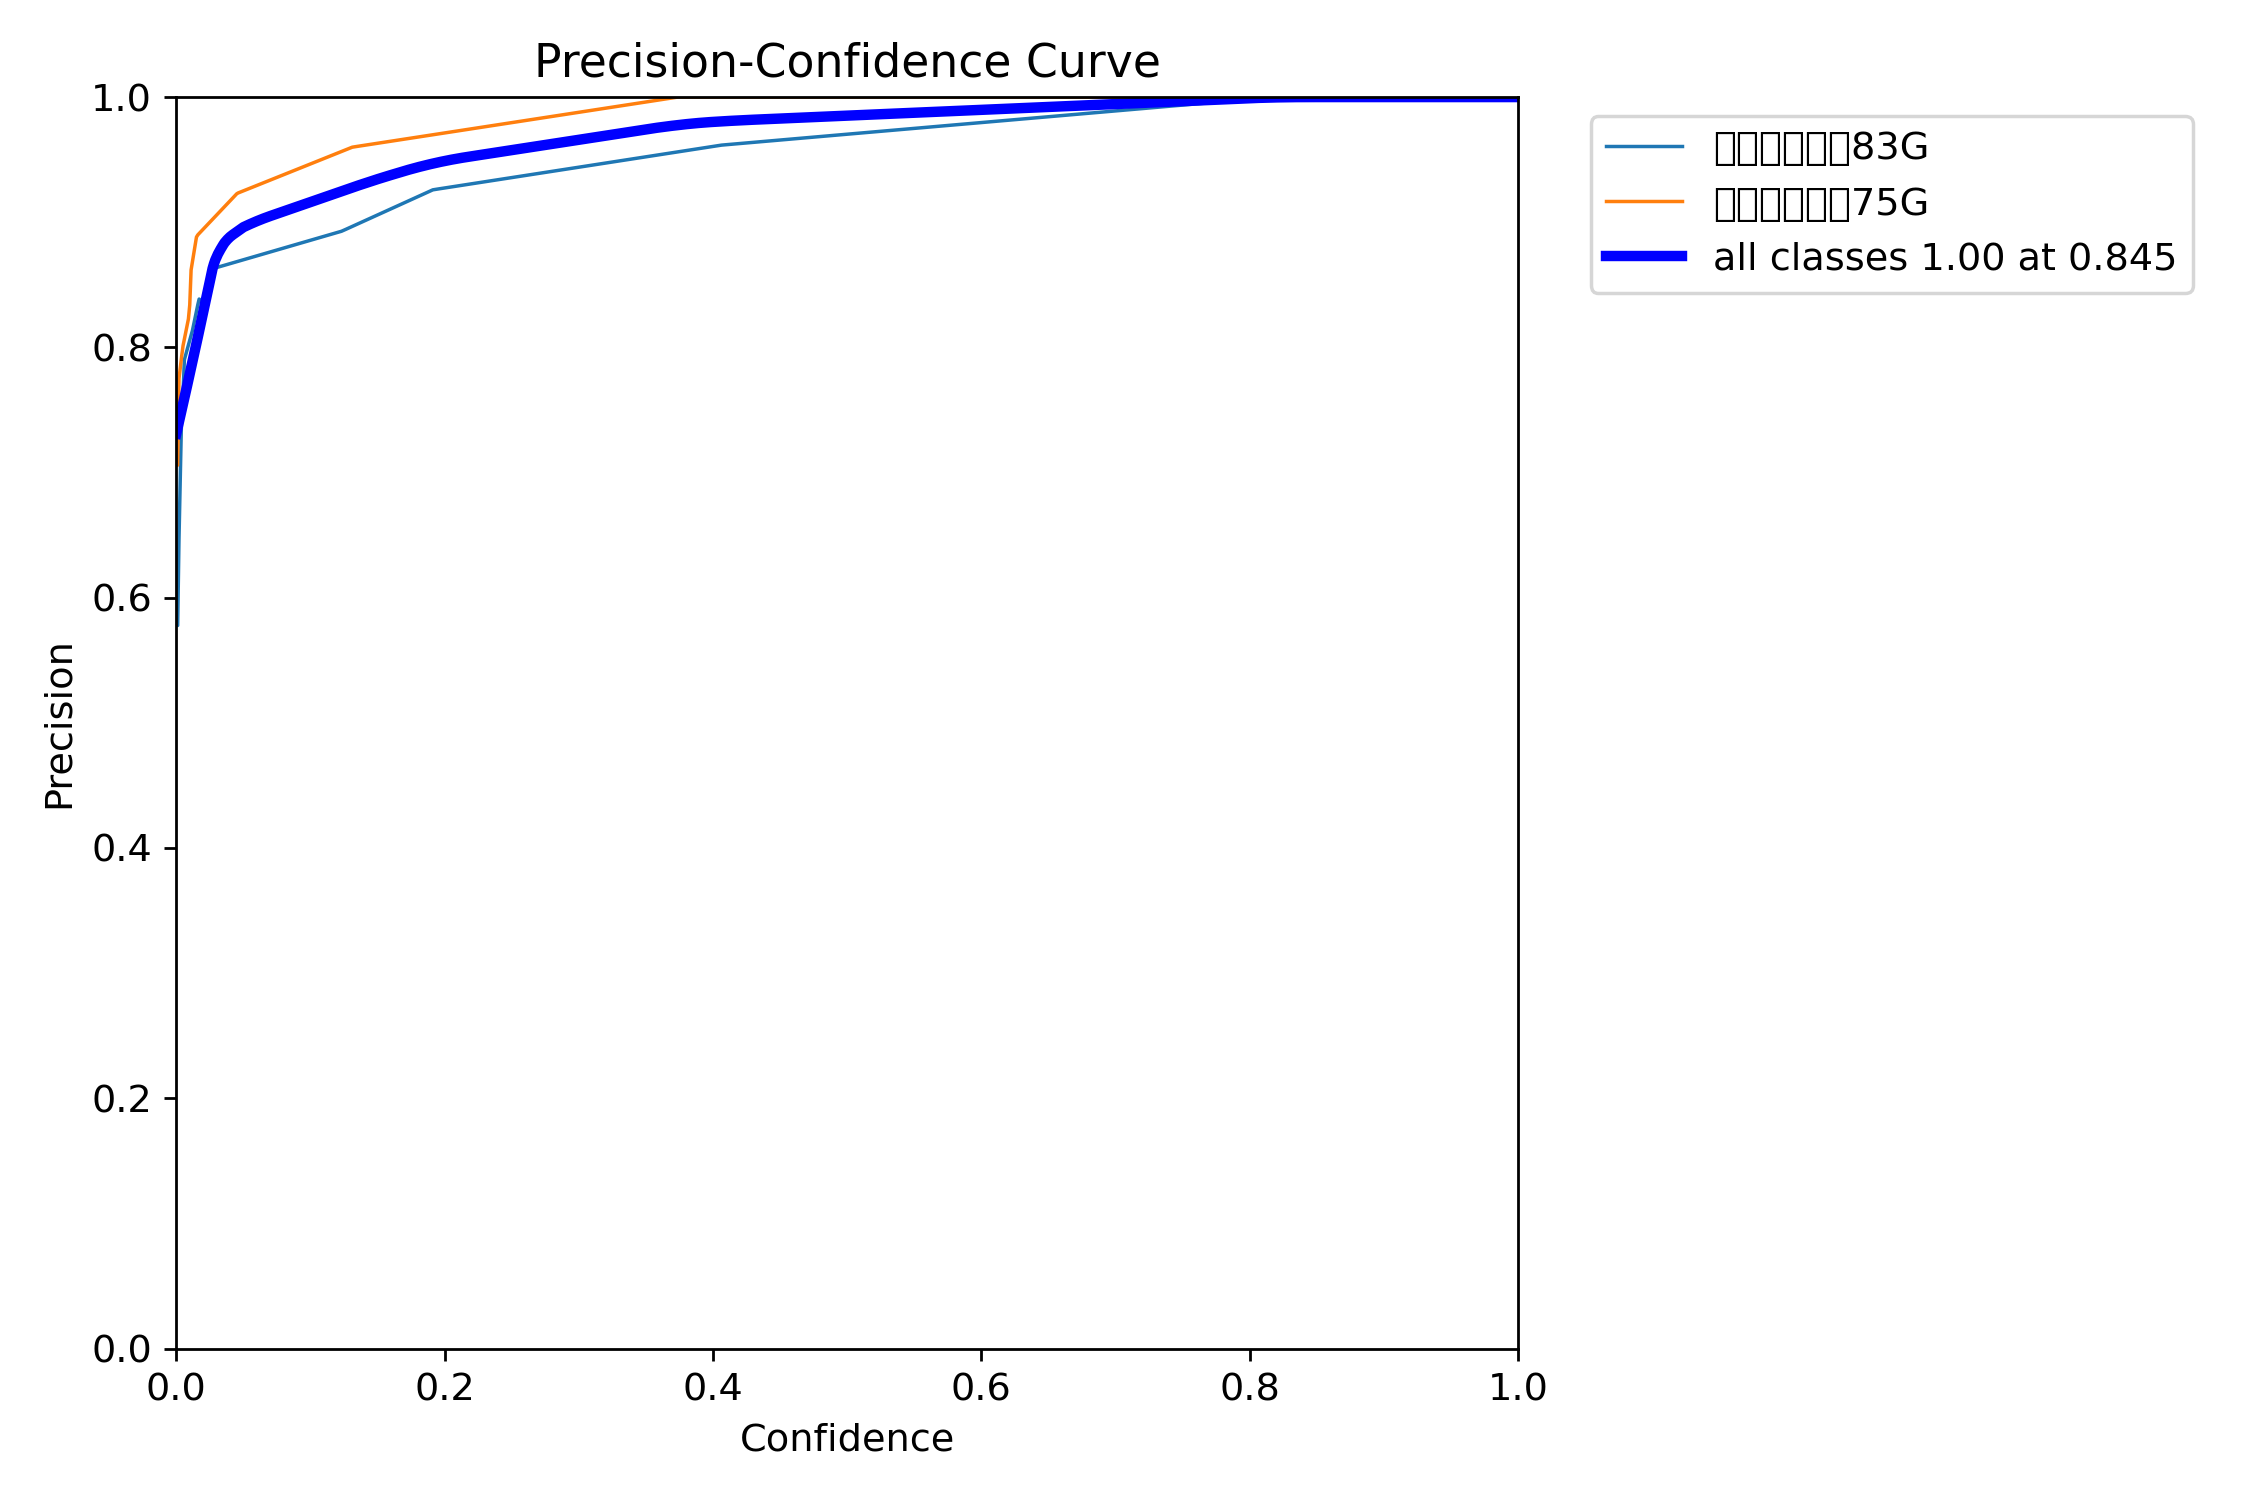 Precision-Confidence Curve
1.0
0.8
0.6
0.4
0.2
0.0
Precision
0.0 0.2 0.4 0.6 0.8 1.0
Confidence
□□□□□□83G
□□□□□□75G
all classes 1.00 at 0.845